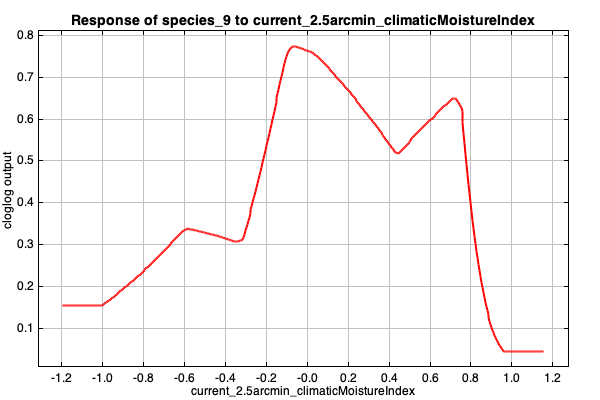 Response of species_9 to current_2.5arcmin_climaticMoistureIndex
cloglog output
0.8
0.7
0.6
0.5
0.4
0.3
0.2
0.1
-1.2 -1.0 -0.8 -0.6 -0.4 -0.2 -0.0 0.2 0.4 0.6 0.8 1.0 1.2
current_2.5arcmin_climaticMoistureIndex